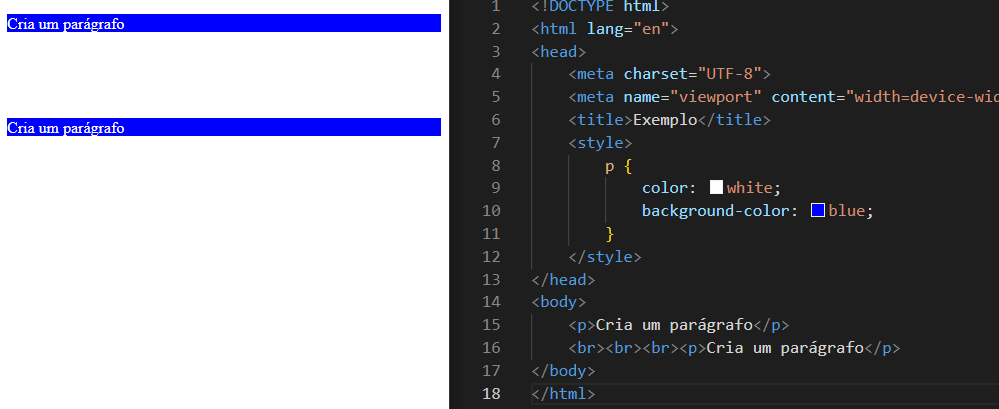 Cria um parágrafo
Cria um parágrafo
1 <!DOCTYPE html>
2 <html lang="en">
3 <head>
4 <meta charset="UTF-8">
5 <meta name="viewport" content="width=device-wid
6 <title>Exemplo</title>
7 <style>
8 p {
9 color: white;
10 background-color: blue;
11 }
12 </style>
13 </head>
14 <body>
15 <p>Cria um parágrafo</p>
16 <br><br><br><p>Cria um parágrafo</p>
17 </body>
18 </html>